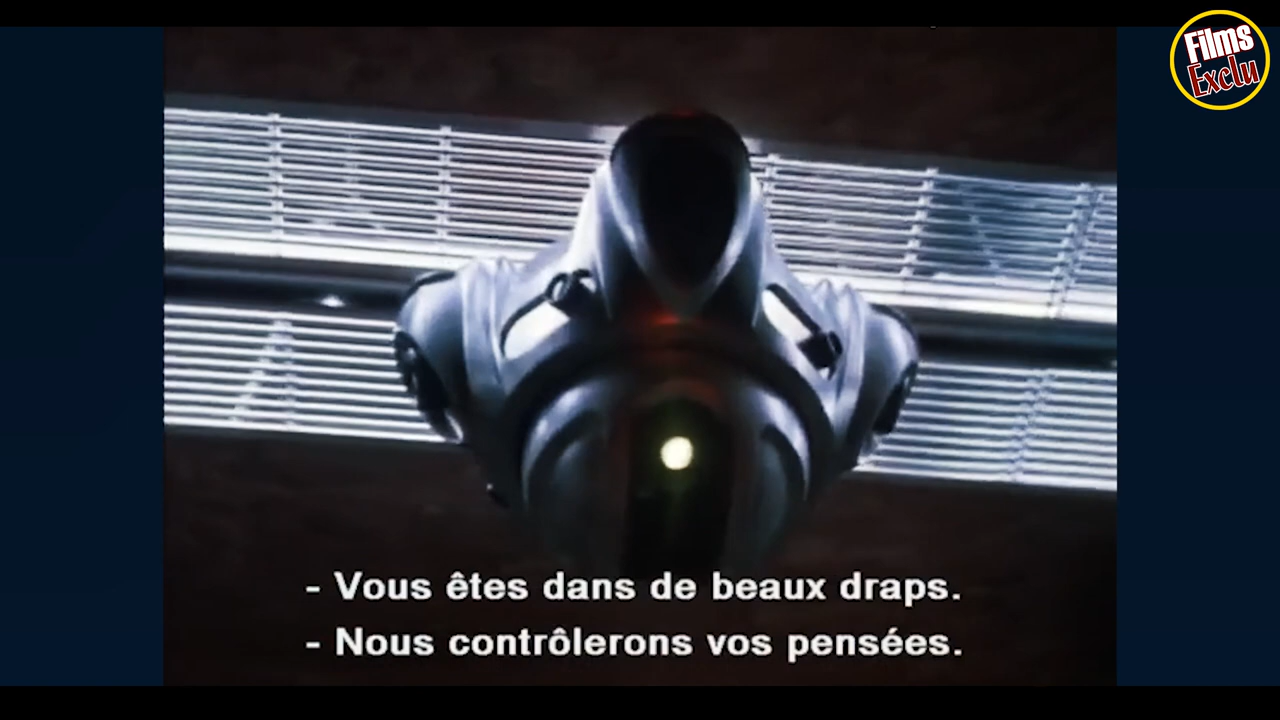 Films
Exclu
- Vous êtes dans de beaux draps.
- Nous contrôlerons vos pensées.